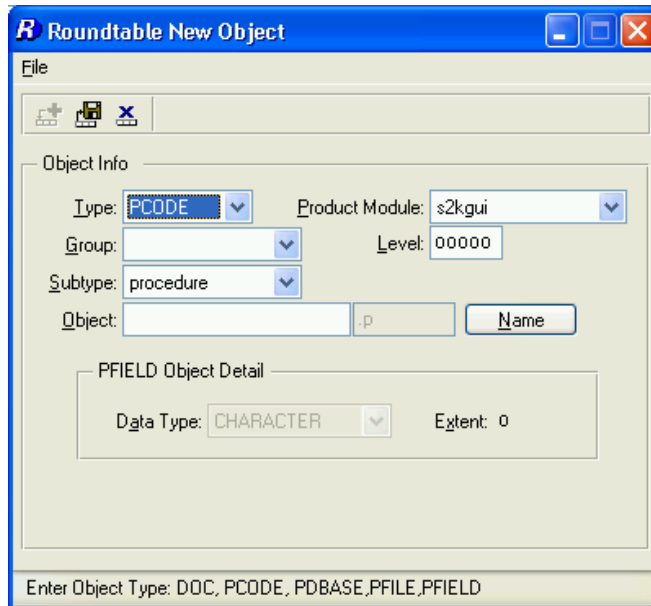 R Roundtable New Object
File
Object Info
Type: PCODE Product Module: s2kgui
Group: Level: 00000
Subtype: procedure
Object: .p Name
PFIELD Object Detail
Data Type: CHARACTER Extent: 0
Enter Object Type: DOC, PCODE, PDBASE,PFILE,PFIELD